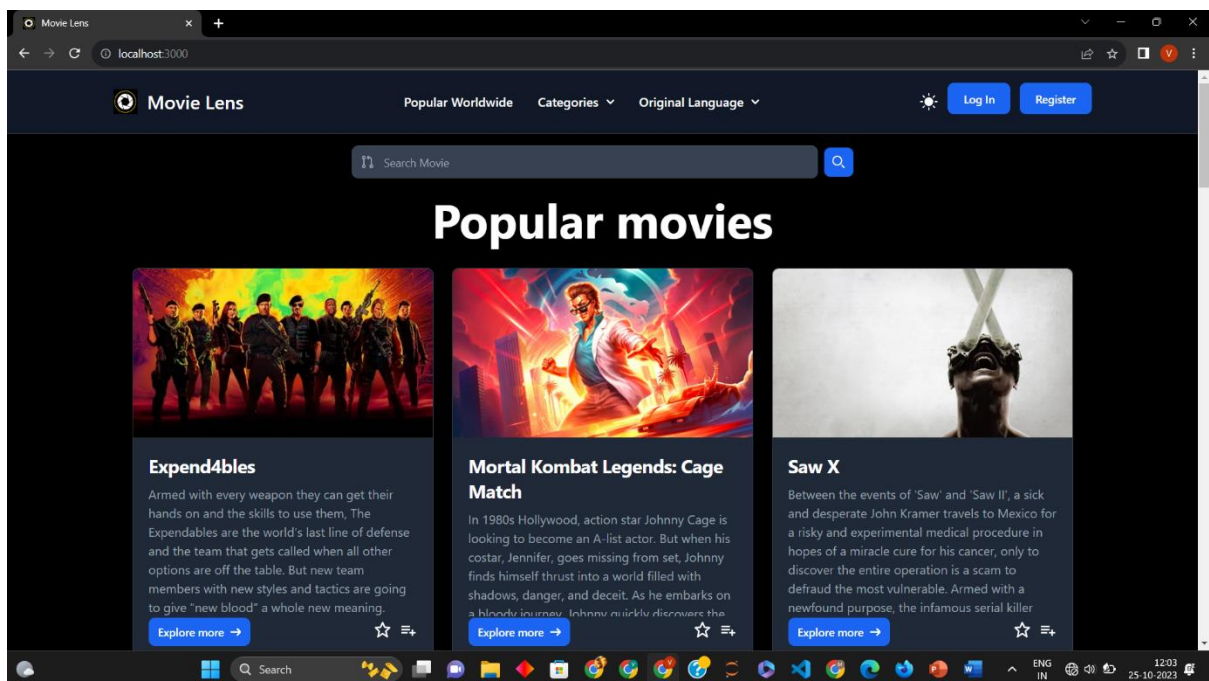 Movie Lens
localhost:3000
V
Movie Lens
Popular Worldwide
Categories
Original Language
Log In
Register
Search Movie
Popular movies
Expend4bles
Armed with every weapon they can get their
hands on and the skills to use them, The
Expendables are the world's last line of defense
and the team that gets called when all other
options are off the table. But new team
members with new styles and tactics are going
to give "new blood" a whole new meaning.
Explore more →
Mortal Kombat Legends: Cage
Match
In 1980s Hollywood, action star Johnny Cage is
looking to become an A-list actor. But when his
costar, Jennifer, goes missing from set, Johnny
finds himself thrust into a world filled with
shadows, danger, and deceit. As he embarks on
a bloody journey, Johnny quickly discovers the
Explore more →
Saw X
Between the events of 'Saw' and 'Saw II', a sick
and desperate John Kramer travels to Mexico for
a risky and experimental medical procedure in
hopes of a miracle cure for his cancer, only to
discover the entire operation is a scam to
defraud the most vulnerable. Armed with a
newfound purpose, the infamous serial killer
Explore more →
Search
ENG
IN
12:03
25-10-2023